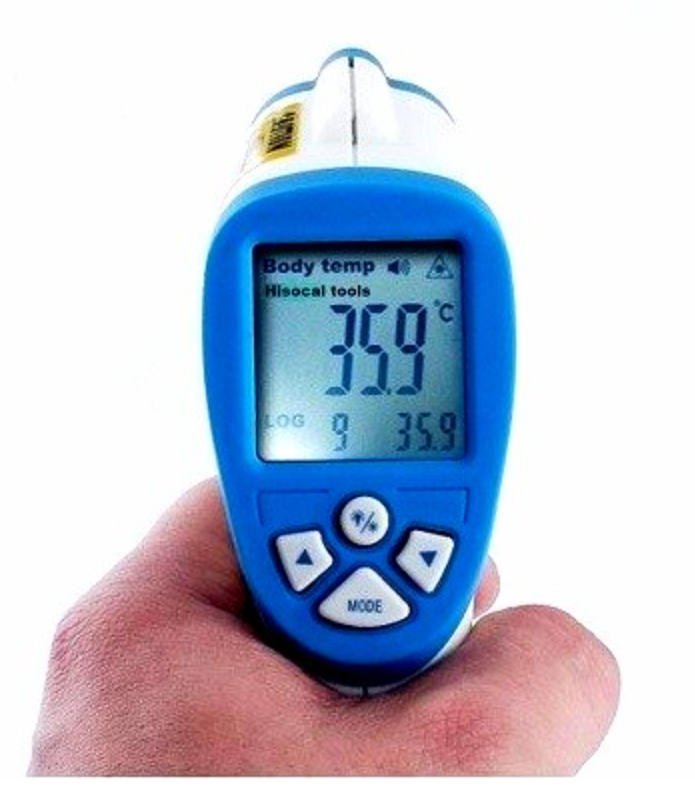 Body temp
Hisocal tools
35.9 °C
LOG 9 35.9
MODE